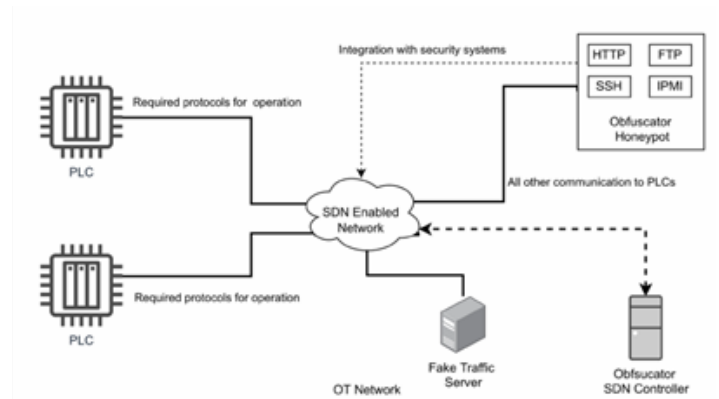 Integration with security systems
HTTP
FTP
SSH
IPMI
Obfuscator
Honeypot
Required protocols for operation
PLC
All other communication to PLCs
SDN Enabled
Network
Required protocols for operation
PLC
Fake Traffic
Server
Obfsucator
SDN Controller
OT Network